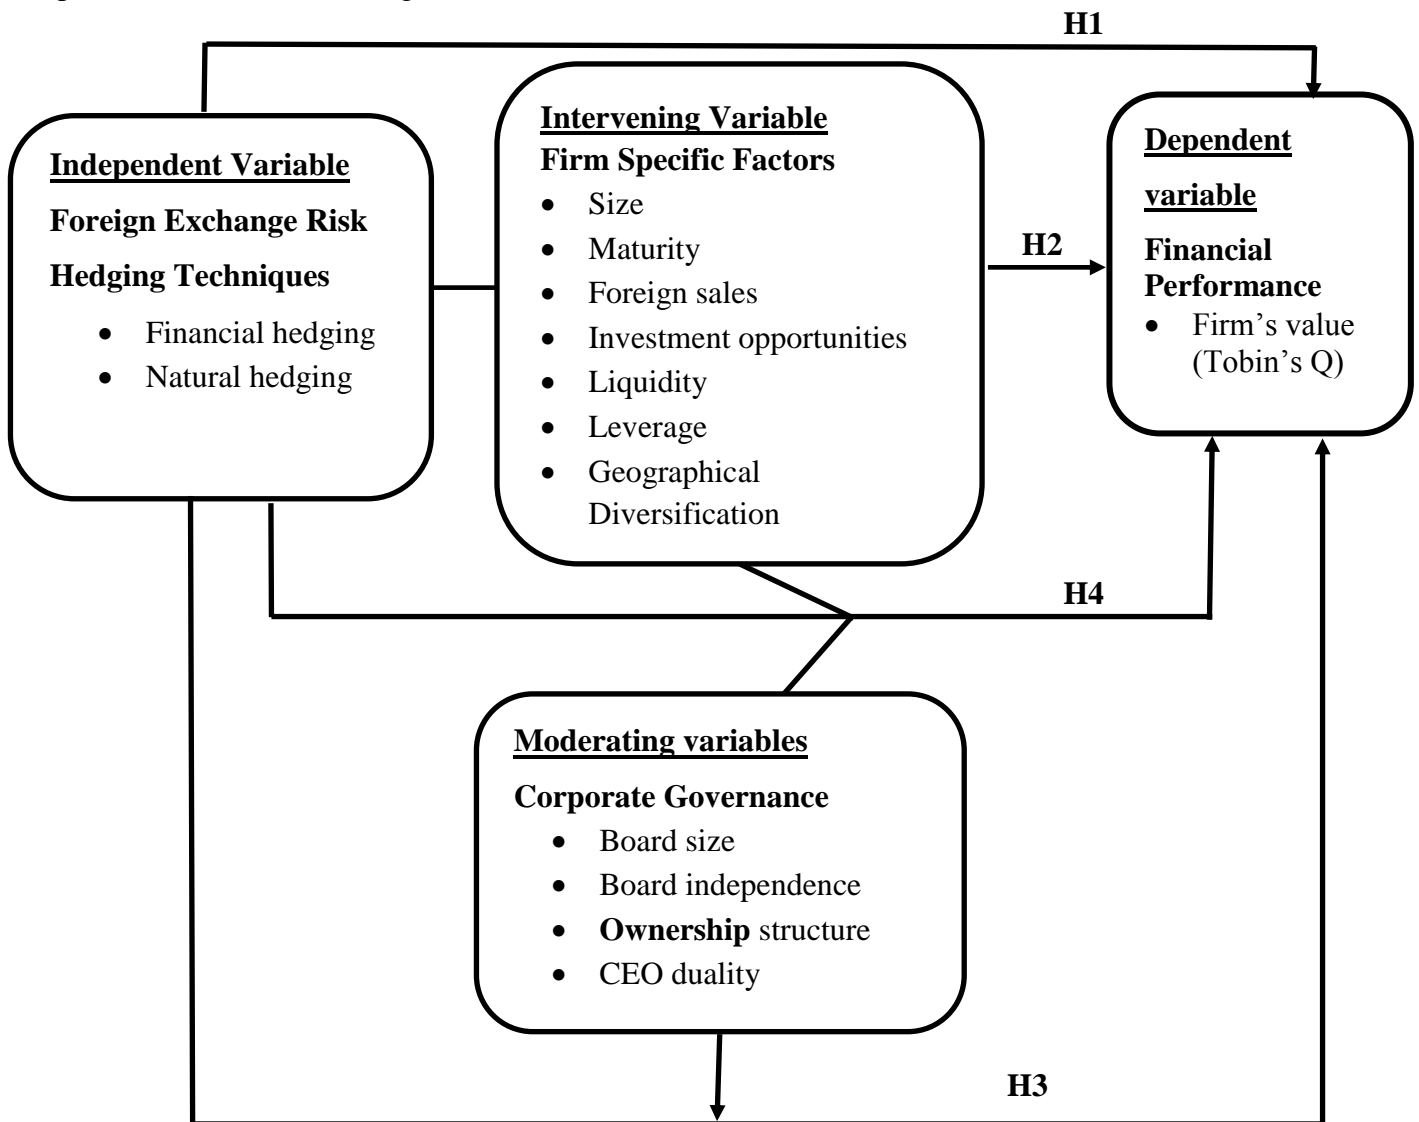 H1
Independent Variable
Foreign Exchange Risk
Hedging Techniques
• Financial hedging
• Natural hedging
Intervening Variable
Firm Specific Factors
• Size
• Maturity
• Foreign sales
• Investment opportunities
• Liquidity
• Leverage
• Geographical
Diversification
H2
Dependent
variable
Financial
Performance
• Firm’s value
(Tobin’s Q)
H4
Moderating variables
Corporate Governance
• Board size
• Board independence
• Ownership structure
• CEO duality
H3